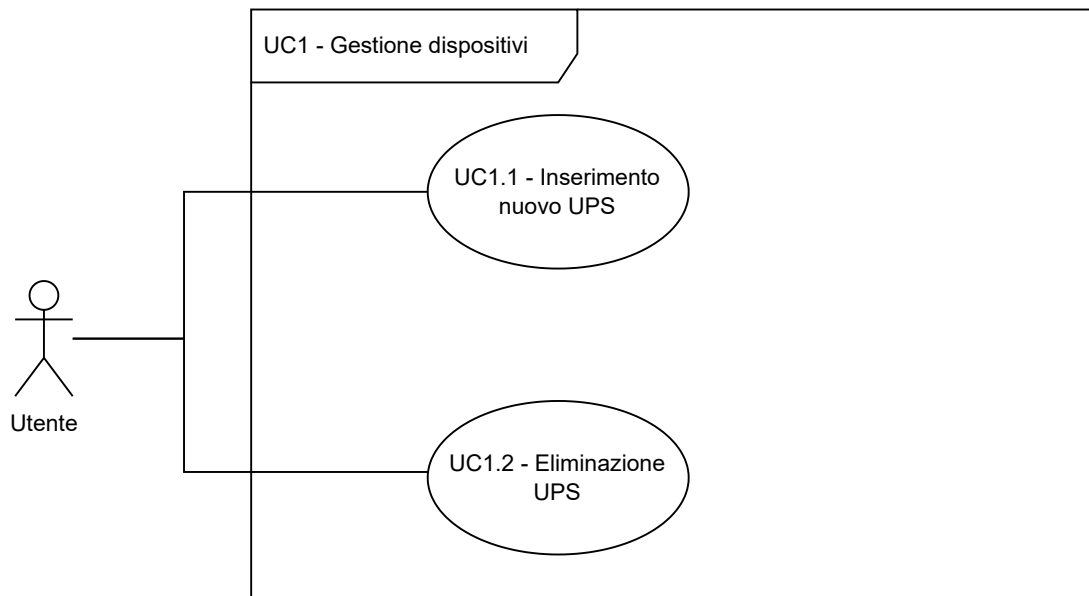 UC1 - Gestione dispositivi
UC1.1 - Inserimento
nuovo UPS
Utente
UC1.2 - Eliminazione
UPS